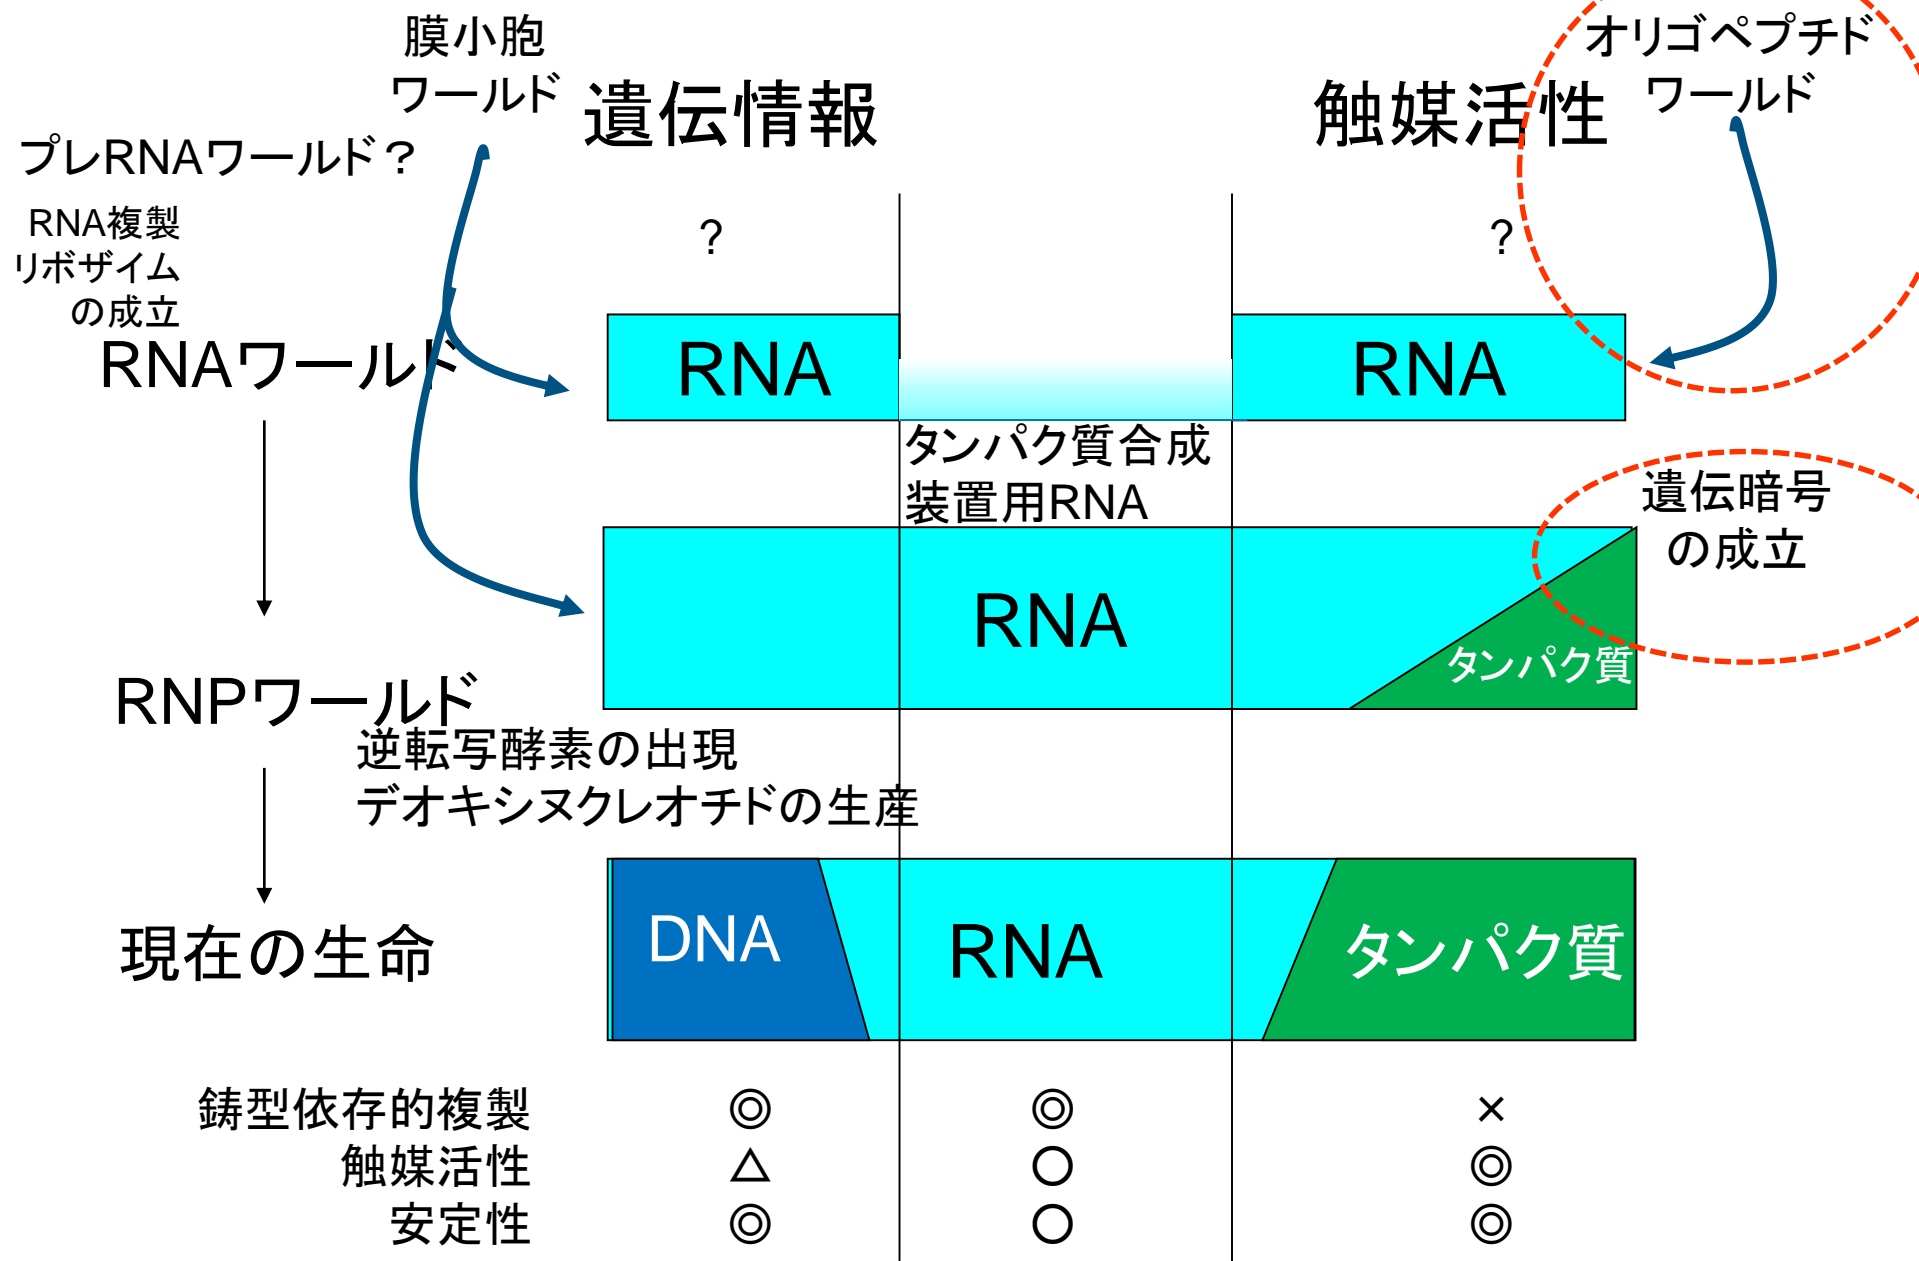 膜小胞
ワールド
オリゴペプチド
ワールド
遺伝情報
触媒活性
プレRNAワールド？
RNA複製
リボザイム
の成立
?
?
RNAワールド
RNA
RNA
タンパク質合成
装置用RNA
遺伝暗号
の成立
RNA
タンパク質
RNPワールド
逆転写酵素の出現
デオキシヌクレオチドの生産
現在の生命
DNA
RNA
タンパク質
鋳型依存的複製 ◎ ◎ ×
触媒活性 △ ○ ◎
安定性 ◎ ○ ◎